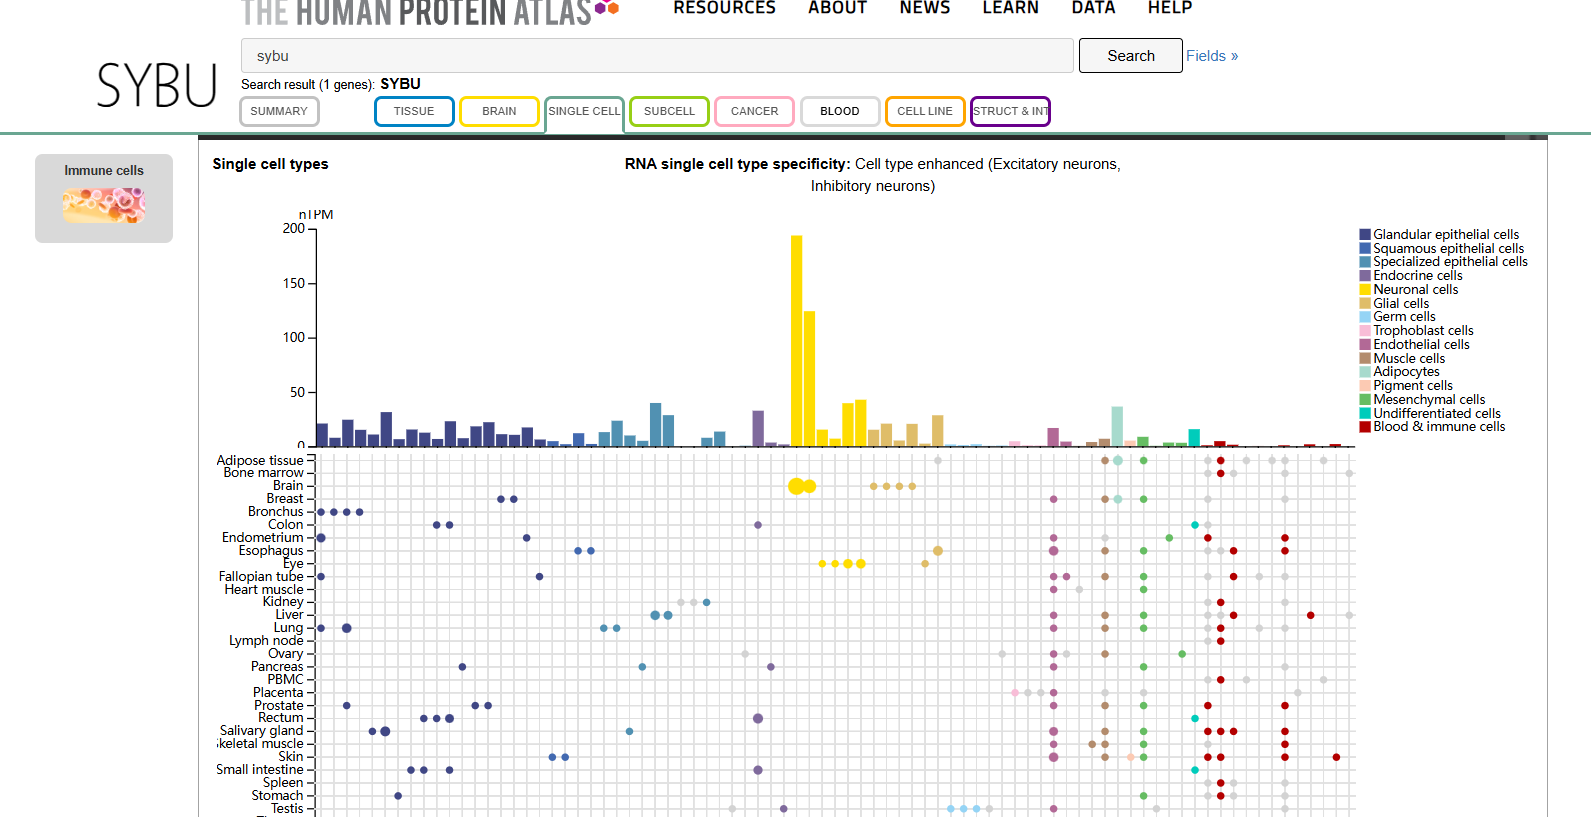 THE HUMAN PROTEIN ATLAS
RESOURCES ABOUT NEWS LEARN DATA HELP
SYBU
sybu
Search
Fields »
Search result (1 genes): SYBU
SUMMARY TISSUE BRAIN SINGLE CELL SUBCELL CANCER BLOOD CELL LINE STRUCT & INT
Immune cells
Single cell types
RNA single cell type specificity: Cell type enhanced (Excitatory neurons,
Inhibitory neurons)
nTPM
200
150
100
50
0
Glandular epithelial cells
Squamous epithelial cells
Specialized epithelial cells
Endocrine cells
Neuronal cells
Glial cells
Germ cells
Trophoblast cells
Endothelial cells
Muscle cells
Adipocytes
Pigment cells
Mesenchymal cells
Undifferentiated cells
Blood & immune cells
Adipose tissue
Bone marrow
Brain
Breast
Bronchus
Colon
Endometrium
Esophagus
Eye
Fallopian tube
Heart muscle
Kidney
Liver
Lung
Lymph node
Ovary
Pancreas
PBMC
Placenta
Prostate
Rectum
Salivary gland
Skeletal muscle
Skin
Small intestine
Spleen
Stomach
Testis